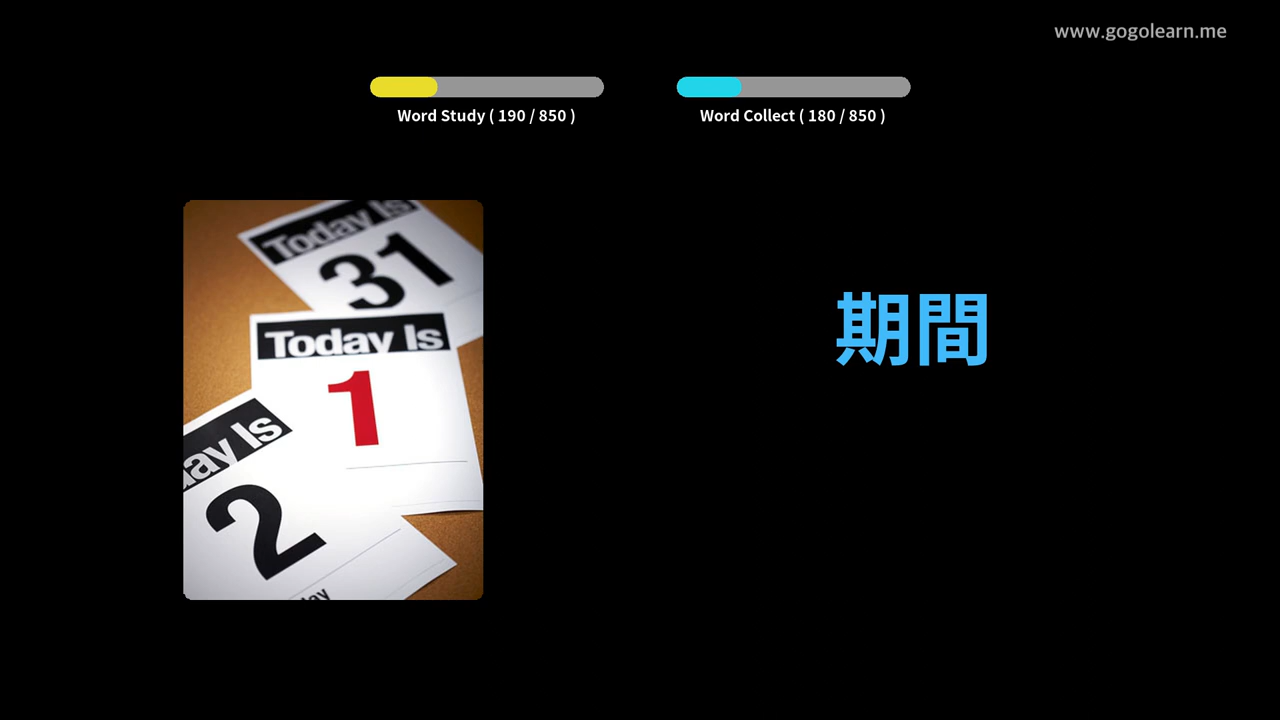 www.gogolearn.me
Word Study ( 190 / 850 )
Word Collect ( 180 / 850 )
Today Is
31
Today Is
1
ay Is
2
ay
期間